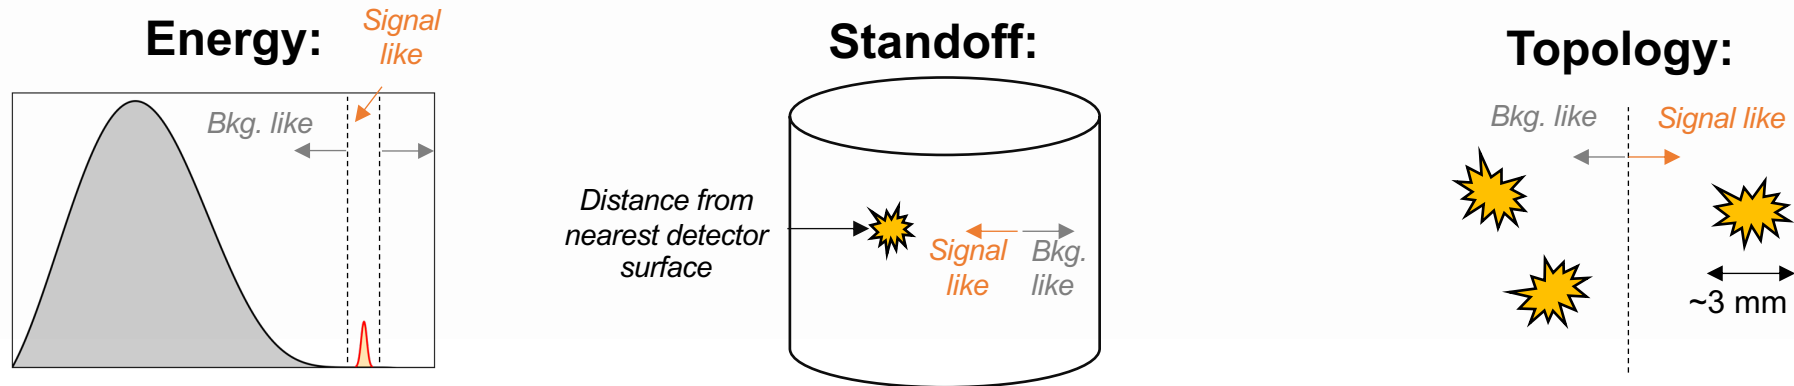 Energy:
Signal
like
Bkg. like
Standoff:
Distance from
nearest detector
surface
Signal
like
Bkg.
like
Topology:
Bkg. like
Signal like
~3 mm